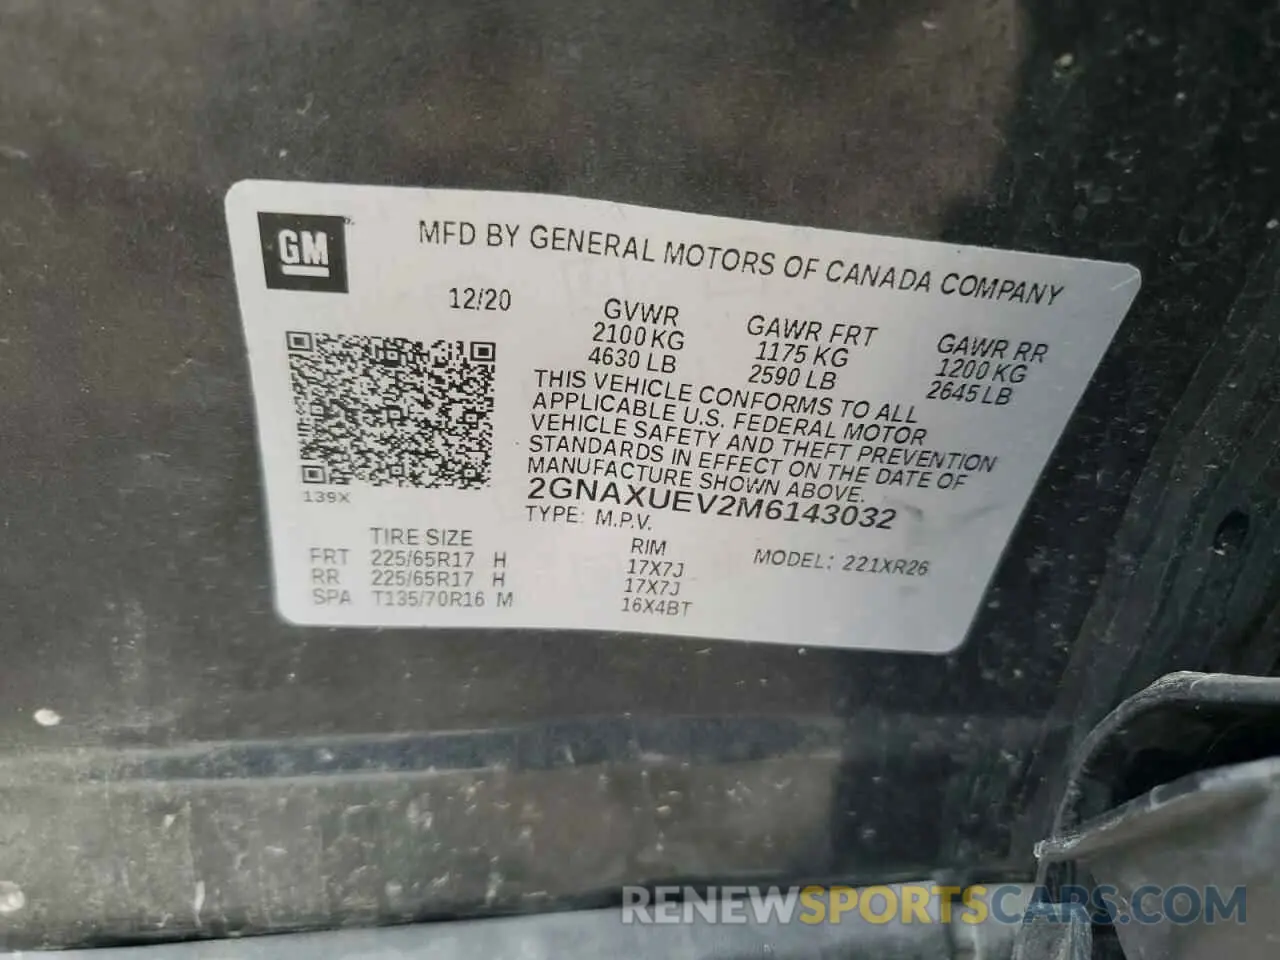 GM
MFD BY GENERAL MOTORS OF CANADA COMPANY
12/20
GVWR
2100 KG
4630 LB
GAWR FRT
1175 KG
2590 LB
GAWR RR
1200 KG
2645 LB
THIS VEHICLE CONFORMS TO ALL
APPLICABLE U.S. FEDERAL MOTOR
VEHICLE SAFETY AND THEFT PREVENTION
STANDARDS IN EFFECT ON THE DATE OF
MANUFACTURE SHOWN ABOVE.
2GNAXUEV2M6143032
TYPE: M.P.V.
MODEL: 221XR26
139X
TIRE SIZE RIM
FRT 225/65R17 H 17X7J
RR 225/65R17 H 17X7J
SPA T135/70R16 M 16X4BT
RENEWSPORTSCARS.COM